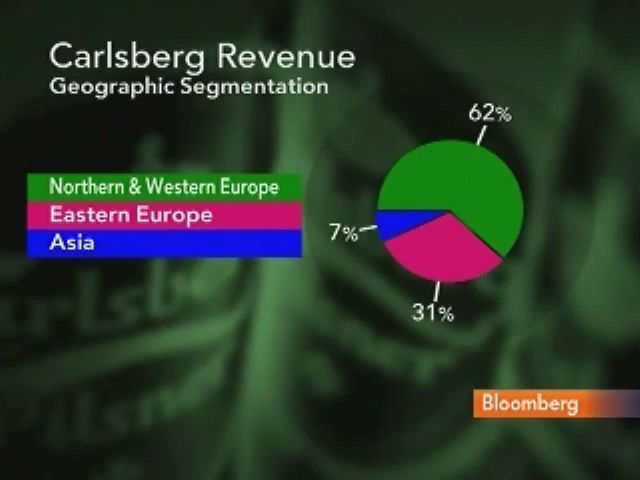 Carlsberg Revenue
Geographic Segmentation
62%
Northern & Western Europe
Eastern Europe
Asia
7%
31%
Bloomberg